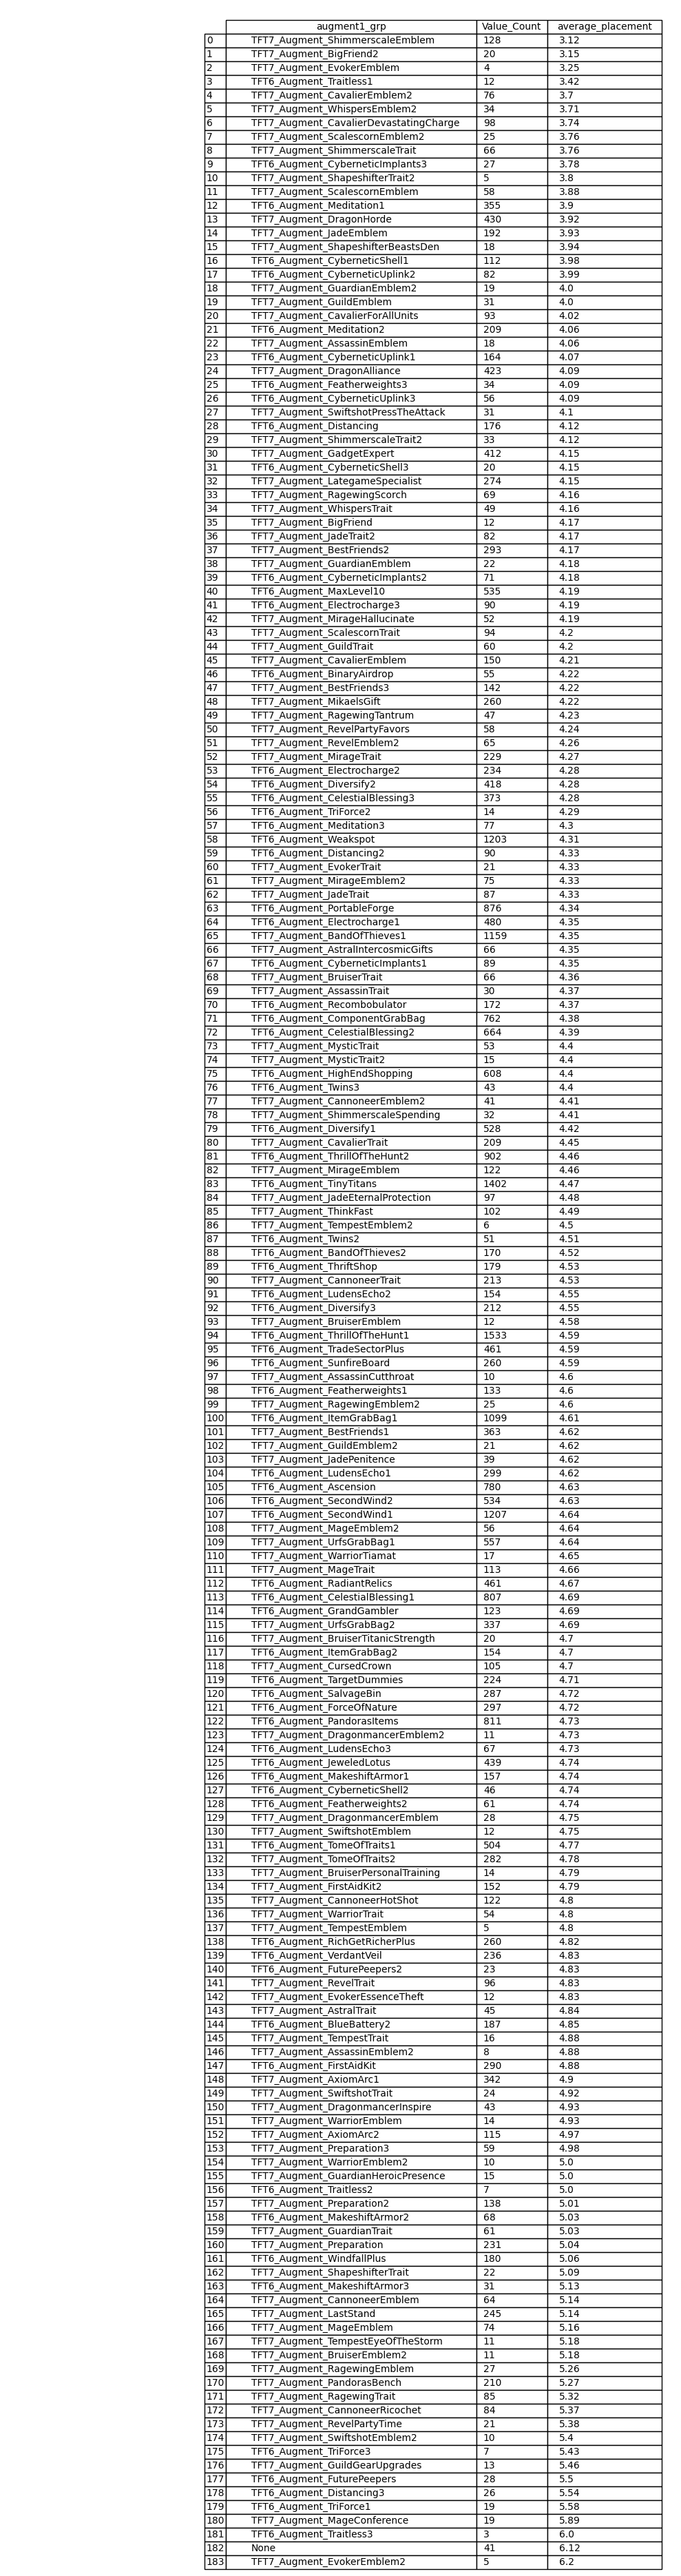 augment1_grp Value_Count average_placement
0 TFT7_Augment_ShimmerscaleEmblem 128 3.12
1 TFT7_Augment_BigFriend2 20 3.15
2 TFT7_Augment_EvokerEmblem 4 3.25
3 TFT6_Augment_Traitless1 12 3.42
4 TFT7_Augment_CavalierEmblem2 76 3.7
5 TFT7_Augment_WhispersEmblem2 34 3.71
6 TFT7_Augment_CavalierDevastatingCharge 98 3.74
7 TFT7_Augment_ScalescornEmblem2 25 3.76
8 TFT7_Augment_ShimmerscaleTrait 66 3.76
9 TFT6_Augment_CyberneticImplants3 27 3.78
10 TFT7_Augment_ShapeshifterTrait2 5 3.8
11 TFT7_Augment_ScalescornEmblem 58 3.88
12 TFT6_Augment_Meditation1 355 3.9
13 TFT7_Augment_DragonHorde 430 3.92
14 TFT7_Augment_JadeEmblem 192 3.93
15 TFT7_Augment_ShapeshifterBeastsDen 18 3.94
16 TFT6_Augment_CyberneticShell1 112 3.98
17 TFT6_Augment_CyberneticUplink2 82 3.99
18 TFT7_Augment_GuardianEmblem2 19 4.0
19 TFT7_Augment_GuildEmblem 31 4.0
20 TFT7_Augment_CavalierForAllUnits 93 4.02
21 TFT6_Augment_Meditation2 209 4.06
22 TFT7_Augment_AssassinEmblem 18 4.06
23 TFT6_Augment_CyberneticUplink1 164 4.07
24 TFT7_Augment_DragonAlliance 423 4.09
25 TFT6_Augment_Featherweights3 34 4.09
26 TFT6_Augment_CyberneticUplink3 56 4.09
27 TFT7_Augment_SwiftshotPressTheAttack 31 4.1
28 TFT6_Augment_Distancing 176 4.12
29 TFT7_Augment_ShimmerscaleTrait2 33 4.12
30 TFT7_Augment_GadgetExpert 412 4.15
31 TFT6_Augment_CyberneticShell3 20 4.15
32 TFT7_Augment_LategameSpecialist 274 4.15
33 TFT7_Augment_RagewingScorch 69 4.16
34 TFT7_Augment_WhispersTrait 49 4.16
35 TFT7_Augment_BigFriend 12 4.17
36 TFT7_Augment_JadeTrait2 82 4.17
37 TFT7_Augment_BestFriends2 293 4.17
38 TFT7_Augment_GuardianEmblem 22 4.18
39 TFT6_Augment_CyberneticImplants2 71 4.18
40 TFT7_Augment_MaxLevel10 535 4.19
41 TFT6_Augment_Electrocharge3 90 4.19
42 TFT7_Augment_MirageHallucinate 52 4.19
43 TFT7_Augment_ScalescornTrait 94 4.2
44 TFT7_Augment_GuildTrait 60 4.2
45 TFT7_Augment_CavalierEmblem 150 4.21
46 TFT6_Augment_BinaryAirdrop 55 4.22
47 TFT7_Augment_BestFriends3 142 4.22
48 TFT7_Augment_MikaelsGift 260 4.22
49 TFT7_Augment_RagewingTantrum 47 4.23
50 TFT7_Augment_RevelPartyFavors 58 4.24
51 TFT7_Augment_RevelEmblem2 65 4.26
52 TFT7_Augment_MirageTrait 229 4.27
53 TFT6_Augment_Electrocharge2 234 4.28
54 TFT6_Augment_Diversify2 418 4.28
55 TFT6_Augment_CelestialBlessing3 373 4.28
56 TFT6_Augment_TriForce2 14 4.29
57 TFT6_Augment_Meditation3 77 4.3
58 TFT6_Augment_Weakspot 1203 4.31
59 TFT6_Augment_Distancing2 90 4.33
60 TFT7_Augment_EvokerTrait 21 4.33
61 TFT7_Augment_MirageEmblem2 75 4.33
62 TFT7_Augment_JadeTrait 87 4.33
63 TFT6_Augment_PortableForge 876 4.34
64 TFT6_Augment_Electrocharge1 480 4.35
65 TFT7_Augment_BandOfThieves1 1159 4.35
66 TFT7_Augment_AstralIntercosmicGifts 66 4.35
67 TFT6_Augment_CyberneticImplants1 89 4.35
68 TFT7_Augment_BruiserTrait 66 4.36
69 TFT7_Augment_AssassinTrait 30 4.37
70 TFT6_Augment_Recombobulator 172 4.37
71 TFT6_Augment_ComponentGrabBag 762 4.38
72 TFT6_Augment_CelestialBlessing2 664 4.39
73 TFT7_Augment_MysticTrait 53 4.4
74 TFT7_Augment_MysticTrait2 15 4.4
75 TFT6_Augment_HighEndShopping 608 4.4
76 TFT6_Augment_Twins3 43 4.4
77 TFT7_Augment_CannoneerEmblem2 41 4.41
78 TFT7_Augment_ShimmerscaleSpending 32 4.41
79 TFT6_Augment_Diversify1 528 4.42
80 TFT7_Augment_CavalierTrait 209 4.45
81 TFT6_Augment_ThrillOfTheHunt2 902 4.46
82 TFT7_Augment_MirageEmblem 122 4.46
83 TFT6_Augment_TinyTitans 1402 4.47
84 TFT7_Augment_JadeEternalProtection 97 4.48
85 TFT7_Augment_ThinkFast 102 4.49
86 TFT7_Augment_TempestEmblem2 6 4.5
87 TFT6_Augment_Twins2 51 4.51
88 TFT6_Augment_BandOfThieves2 170 4.52
89 TFT6_Augment_ThriftShop 179 4.53
90 TFT7_Augment_CannoneerTrait 213 4.53
91 TFT6_Augment_LudensEcho2 154 4.55
92 TFT6_Augment_Diversify3 212 4.55
93 TFT7_Augment_BruiserEmblem 12 4.58
94 TFT6_Augment_ThrillOfTheHunt1 1533 4.59
95 TFT6_Augment_TradeSectorPlus 461 4.59
96 TFT6_Augment_SunfireBoard 260 4.59
97 TFT7_Augment_AssassinCutthroat 10 4.6
98 TFT6_Augment_Featherweights1 133 4.6
99 TFT7_Augment_RagewingEmblem2 25 4.6
100 TFT6_Augment_ItemGrabBag1 1099 4.61
101 TFT7_Augment_BestFriends1 363 4.62
102 TFT7_Augment_GuildEmblem2 21 4.62
103 TFT7_Augment_JadePenitence 39 4.62
104 TFT6_Augment_LudensEcho1 299 4.62
105 TFT6_Augment_Ascension 780 4.63
106 TFT6_Augment_SecondWind2 534 4.63
107 TFT6_Augment_SecondWind1 1207 4.64
108 TFT7_Augment_MageEmblem2 56 4.64
109 TFT7_Augment_UrfsGrabBag1 557 4.64
110 TFT7_Augment_WarriorTiamat 17 4.65
111 TFT7_Augment_MageTrait 113 4.66
112 TFT6_Augment_RadiantRelics 461 4.67
113 TFT6_Augment_CelestialBlessing1 807 4.69
114 TFT6_Augment_GrandGambler 123 4.69
115 TFT7_Augment_UrfsGrabBag2 337 4.69
116 TFT7_Augment_BruiserTitanicStrength 20 4.7
117 TFT6_Augment_ItemGrabBag2 154 4.7
118 TFT7_Augment_CursedCrown 105 4.7
119 TFT6_Augment_TargetDummies 224 4.71
120 TFT6_Augment_SalvageBin 287 4.72
121 TFT6_Augment_ForceOfNature 297 4.72
122 TFT6_Augment_PandorasItems 811 4.73
123 TFT7_Augment_DragonmancerEmblem2 11 4.73
124 TFT6_Augment_LudensEcho3 67 4.73
125 TFT6_Augment_JeweledLotus 439 4.74
126 TFT6_Augment_MakeshiftArmor1 157 4.74
127 TFT6_Augment_CyberneticShell2 46 4.74
128 TFT6_Augment_Featherweights2 61 4.74
129 TFT7_Augment_DragonmancerEmblem 28 4.75
130 TFT7_Augment_SwiftshotEmblem 12 4.75
131 TFT6_Augment_TomeOfTraits1 504 4.77
132 TFT7_Augment_TomeOfTraits2 282 4.78
133 TFT7_Augment_BruiserPersonalTraining 14 4.79
134 TFT7_Augment_FirstAidKit2 152 4.79
135 TFT7_Augment_CannoneerHotShot 122 4.8
136 TFT7_Augment_WarriorTrait 54 4.8
137 TFT7_Augment_TempestEmblem 5 4.8
138 TFT6_Augment_RichGetRicherPlus 260 4.82
139 TFT6_Augment_VerdantVeil 236 4.83
140 TFT6_Augment_FuturePeepers2 23 4.83
141 TFT7_Augment_RevelTrait 96 4.83
142 TFT7_Augment_EvokerEssenceTheft 12 4.83
143 TFT7_Augment_AstralTrait 45 4.84
144 TFT6_Augment_BlueBattery2 187 4.85
145 TFT7_Augment_TempestTrait 16 4.88
146 TFT7_Augment_AssassinEmblem2 8 4.88
147 TFT6_Augment_FirstAidKit 290 4.88
148 TFT7_Augment_AxiomArc1 342 4.9
149 TFT7_Augment_SwiftshotTrait 24 4.92
150 TFT7_Augment_DragonmancerInspire 43 4.93
151 TFT7_Augment_WarriorEmblem 14 4.93
152 TFT7_Augment_AxiomArc2 115 4.97
153 TFT7_Augment_Preparation3 59 4.98
154 TFT7_Augment_WarriorEmblem2 10 5.0
155 TFT7_Augment_GuardianHeroicPresence 15 5.0
156 TFT6_Augment_Traitless2 7 5.0
157 TFT7_Augment_Preparation2 138 5.01
158 TFT6_Augment_MakeshiftArmor2 68 5.03
159 TFT7_Augment_GuardianTrait 61 5.03
160 TFT7_Augment_Preparation 231 5.04
161 TFT6_Augment_WindfallPlus 180 5.06
162 TFT7_Augment_ShapeshifterTrait 22 5.09
163 TFT6_Augment_MakeshiftArmor3 31 5.13
164 TFT7_Augment_CannoneerEmblem 64 5.14
165 TFT7_Augment_LastStand 245 5.14
166 TFT7_Augment_MageEmblem 74 5.16
167 TFT7_Augment_TempestEyeOfTheStorm 11 5.18
168 TFT7_Augment_BruiserEmblem2 11 5.18
169 TFT7_Augment_RagewingEmblem 27 5.26
170 TFT6_Augment_PandorasBench 210 5.27
171 TFT7_Augment_RagewingTrait 85 5.32
172 TFT7_Augment_CannoneerRicochet 84 5.37
173 TFT7_Augment_RevelPartyTime 21 5.38
174 TFT7_Augment_SwiftshotEmblem2 10 5.4
175 TFT6_Augment_TriForce3 7 5.43
176 TFT7_Augment_GuildGearUpgrades 13 5.46
177 TFT6_Augment_FuturePeepers 28 5.5
178 TFT6_Augment_Distancing3 26 5.54
179 TFT6_Augment_TriForce1 19 5.58
180 TFT7_Augment_MageConference 19 5.89
181 TFT6_Augment_Traitless3 3 6.0
182 None 41 6.12
183 TFT7_Augment_EvokerEmblem2 5 6.2